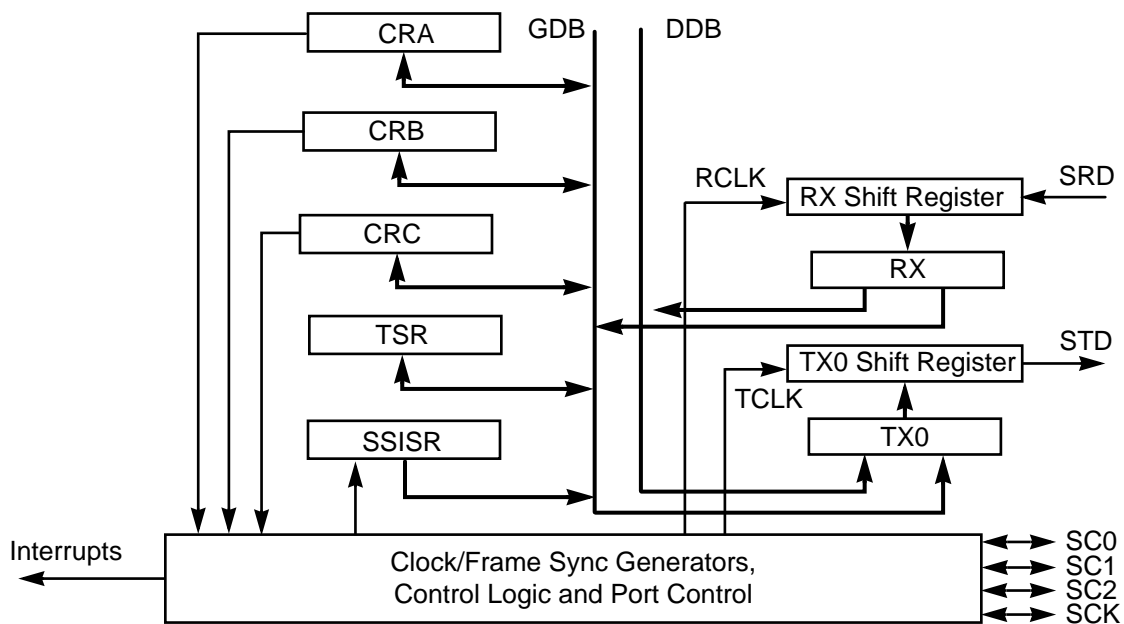 CRA
GDB
DDB
CRB
RCLK
RX Shift Register
SRD
CRC
RX
TSR
TX0 Shift Register
STD
TCLK
SSISR
TX0
Interrupts
Clock/Frame Sync Generators,
Control Logic and Port Control
SC0
SC1
SC2
SCK